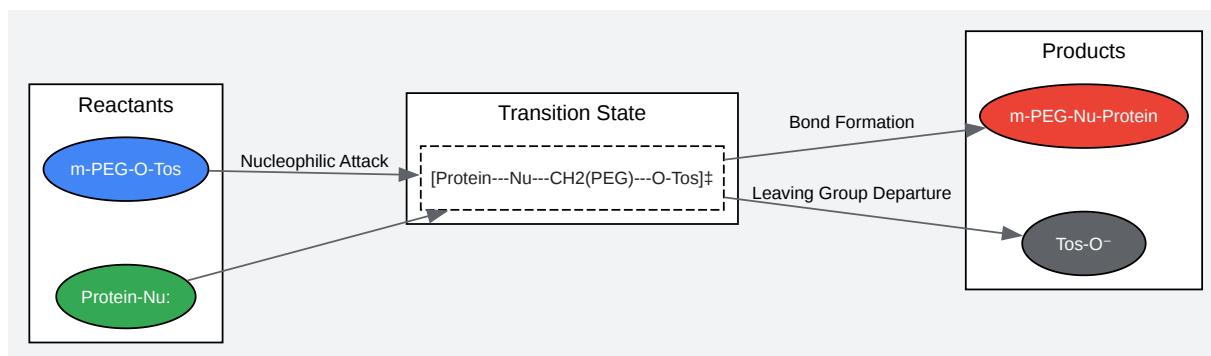 Reactants
m-PEG-O-Tos
Protein-Nu:
Nucleophilic Attack
Transition State
[Protein---Nu---CH2(PEG)---O-Tos]‡
Bond Formation
Leaving Group Departure
Products
m-PEG-Nu-Protein
Tos-O⁻